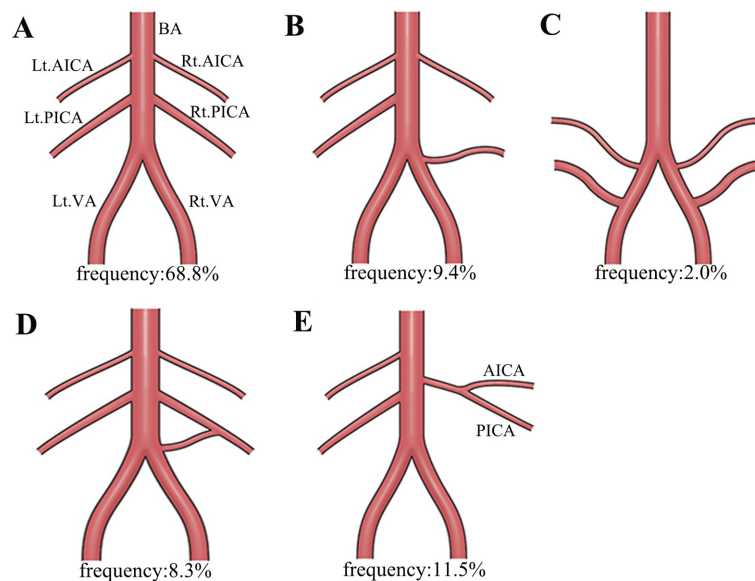 A
BA
Lt.AICA
Rt.AICA
Lt.PICA
Rt.PICA
Lt.VA
Rt.VA
frequency:68.8%
B
frequency:9.4%
C
frequency:2.0%
D
frequency:8.3%
E
AICA
PICA
frequency:11.5%